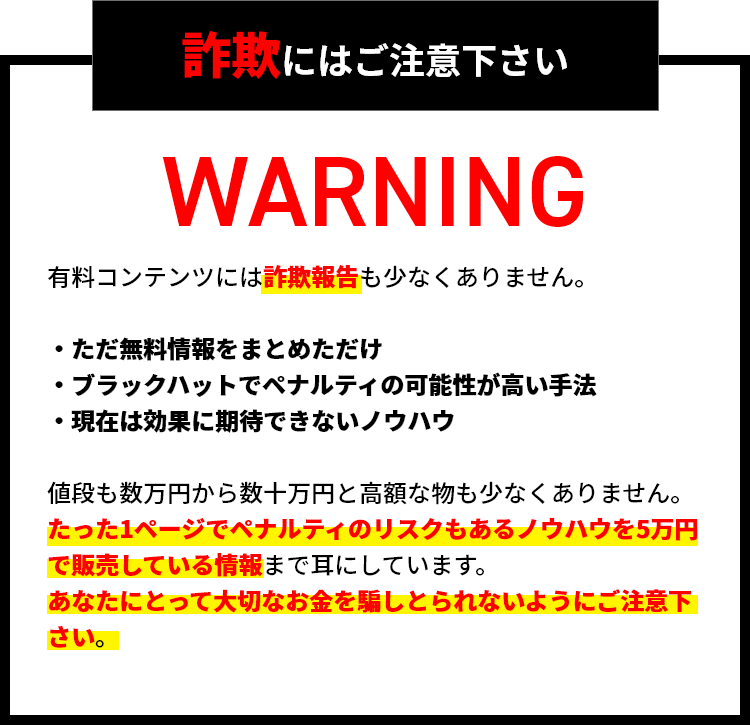 詐欺にはご注意下さい
WARNING
有料コンテンツには詐欺報告も少なくありません。
・ただ無料情報をまとめただけ
・ブラックハットでペナルティの可能性が高い手法
・現在は効果に期待できないノウハウ
値段も数万円から数十万円と高額な物も少なくありません。
たった1ページでペナルティのリスクもあるノウハウを5万円
で販売している情報まで耳にしています。
あなたにとって大切なお金を騙しとられないようにご注意下
さい。